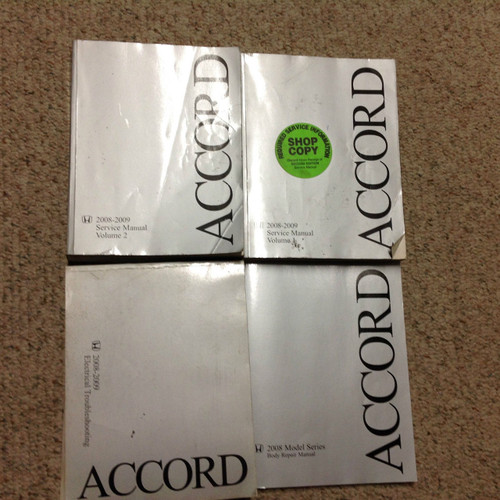 ACCORD
2008-2009
Service Manual
Volume 2
ACCORD
SHOP
COPY
2008-2009
Service Manual
Volume
ACCORD
2008-2009
Electrical Troubleshooting
ACCORD
2008 Model Series
Body Repair Manual